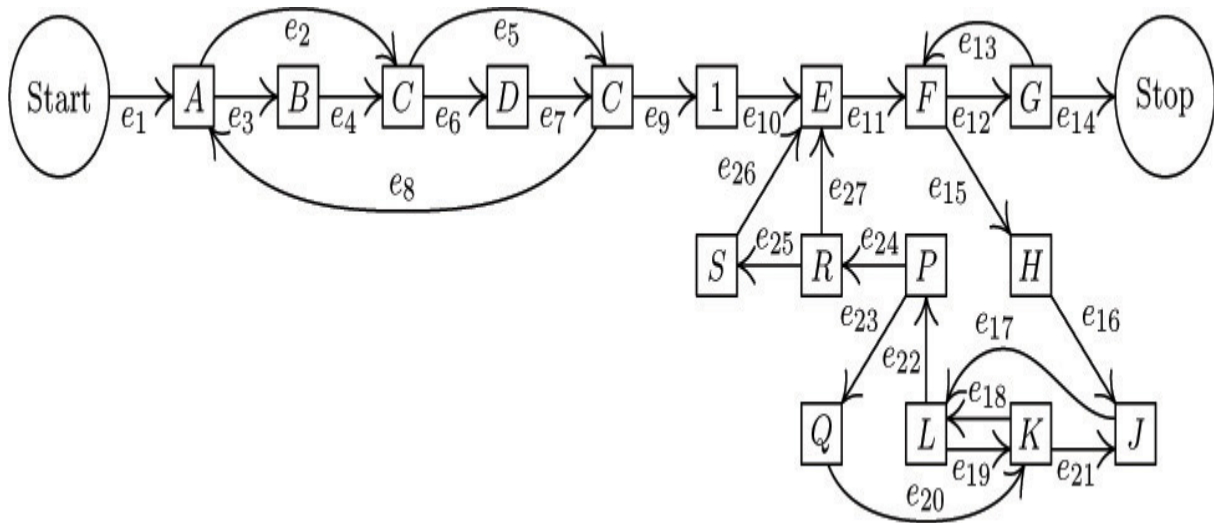 e2 e5 e13
Start A B C D C 1 E F G Stop
e1 e3 e4 e6 e7 e9 e10 e11 e12 e14
e8 e26 e27 e15
S e25 R e24 P H
e23 e22 e17 e16
e18
Q L K J
e19 e21
e20